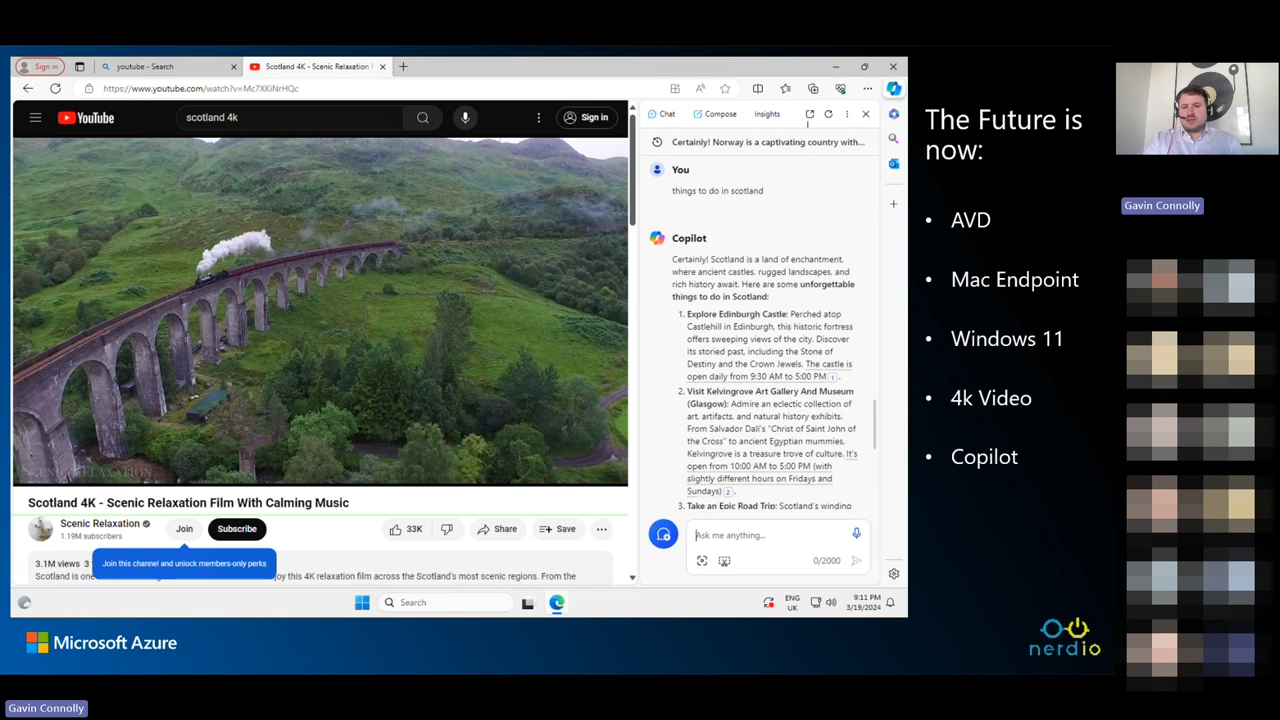 Sign in
youtube - Search
Scotland 4K - Scenic Relaxation F
https://www.youtube.com/watch?v=Mc7XKiNrHQc
YouTube
scotland 4k
Sign in
Scotland 4K - Scenic Relaxation Film With Calming Music
Scenic Relaxation
1.19M subscribers
Join
Subscribe
33K
Share
Save
3.1M views 3
Join this channel and unlock members-only perks
Scotland is one
joy this 4K relaxation film across the Scotland's most scenic regions. From the
Chat
Compose
Insights
Certainly! Norway is a captivating country with...
You
things to do in scotland
Copilot
Certainly! Scotland is a land of enchantment,
where ancient castles, rugged landscapes, and
rich history await. Here are some unforgettable
things to do in Scotland:
1. Explore Edinburgh Castle: Perched atop
Castlehill in Edinburgh, this historic fortress
offers sweeping views of the city. Discover
its storied past, including the Stone of
Destiny and the Crown Jewels. The castle is
open daily from 9:30 AM to 5:00 PM 1 .
2. Visit Kelvingrove Art Gallery And Museum
(Glasgow): Admire an eclectic collection of
art, artifacts, and natural history exhibits.
From Salvador Dali's "Christ of Saint John of
the Cross" to ancient Egyptian mummies,
Kelvingrove is a treasure trove of culture. It's
open from 10:00 AM to 5:00 PM (with
slightly different hours on Fridays and
Sundays) 2 .
3. Take an Epic Road Trip: Scotland's winding
Ask me anything...
0/2000
Search
ENG
UK
9:11 PM
3/19/2024
The Future is
now:
• AVD
• Mac Endpoint
• Windows 11
• 4k Video
• Copilot
Microsoft Azure
nerdio
Gavin Connolly
Gavin Connolly